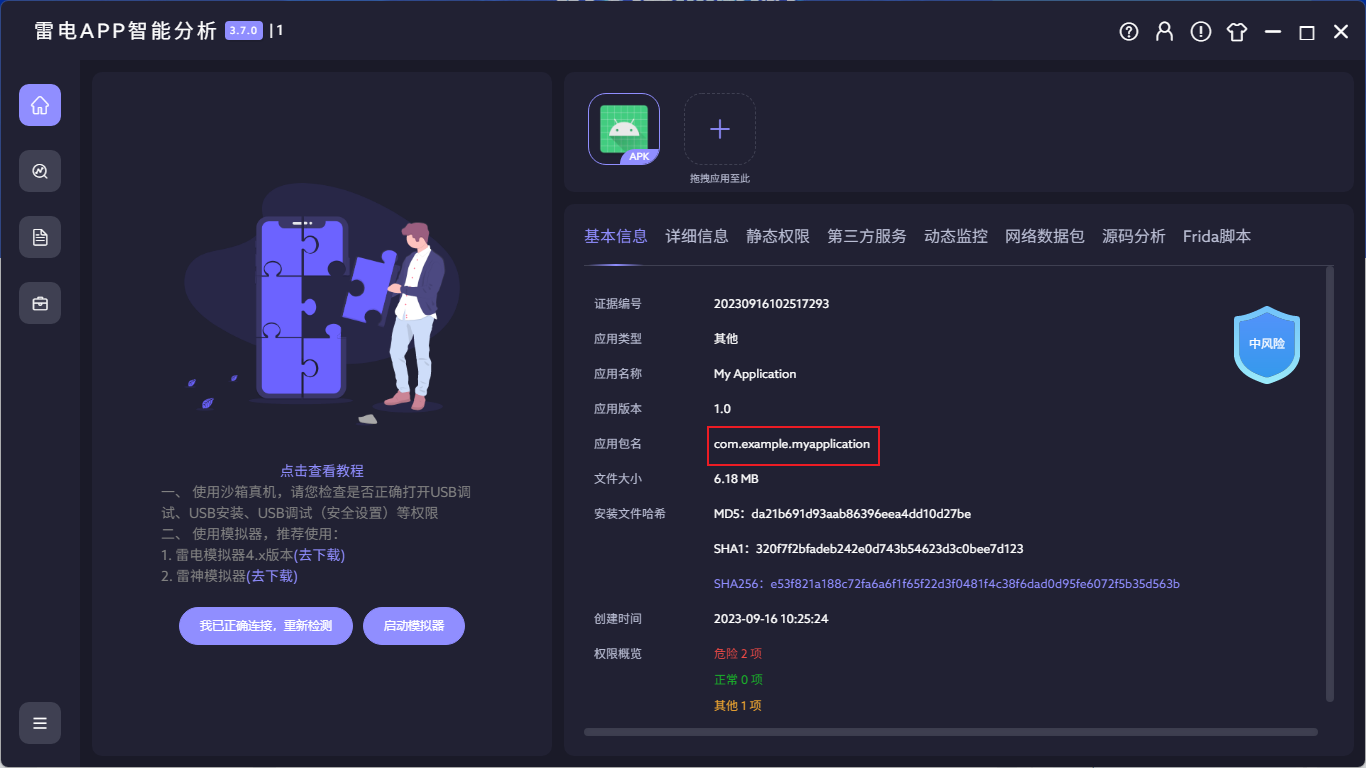 雷电APP智能分析 3.7.0 | 1
APK
拖拽应用至此
点击查看教程
一、 使用沙箱真机，请您检查是否正确打开USB调
试、USB安装、USB调试（安全设置）等权限
二、 使用模拟器，推荐使用：
1. 雷电模拟器4.x版本(去下载)
2. 雷神模拟器(去下载)
我已正确连接，重新检测 启动模拟器
基本信息 详细信息 静态权限 第三方服务 动态监控 网络数据包 源码分析 Frida脚本
证据编号 20230916102517293
应用类型 其他
中风险
应用名称 My Application
应用版本 1.0
应用包名 com.example.myapplication
文件大小 6.18 MB
安装文件哈希 MD5：da21b691d93aab86396eea4dd10d27be
SHA1：320f7f2bfadeb242e0d743b54623d3c0bee7d123
SHA256：e53f821a188c72fa6a6f1f65f22d3f0481f4c38f6dad0d95fe6072f5b35d563b
创建时间 2023-09-16 10:25:24
权限概览 危险 2 项
正常 0 项
其他 1 项